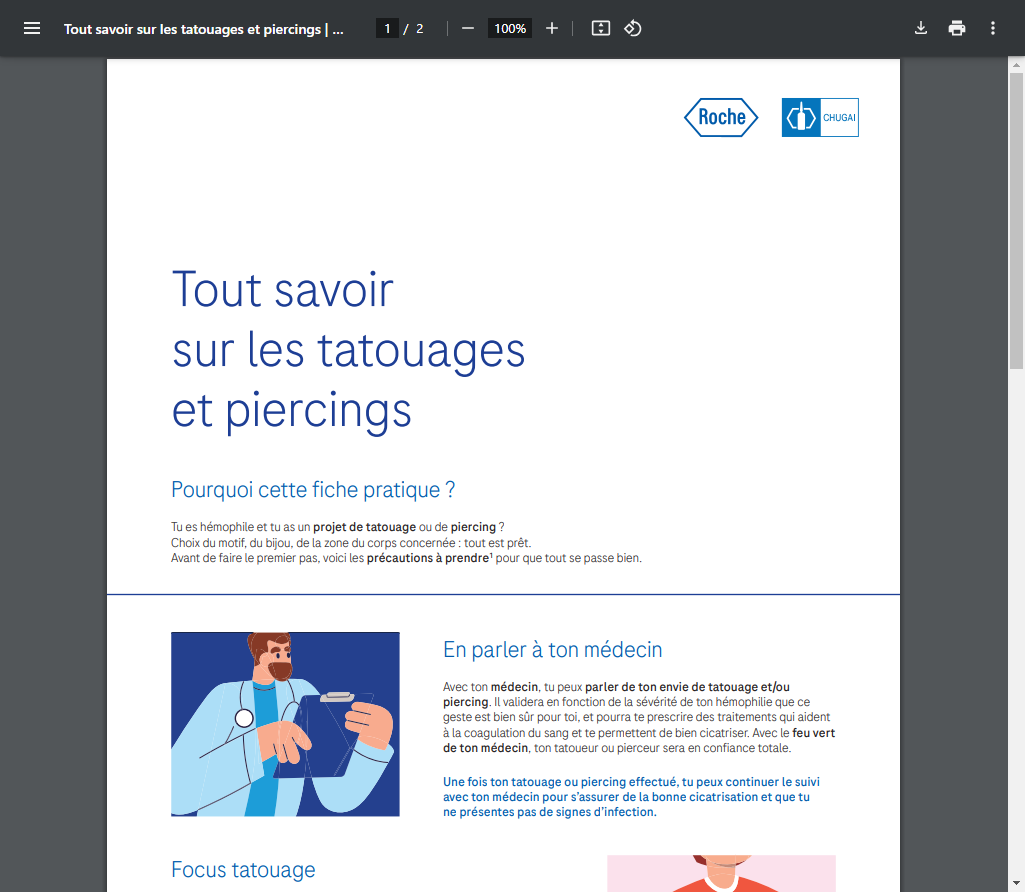 Tout savoir sur les tatouages et piercings | ...
1 / 2
100%
Roche
CHUGAI
Tout savoir
sur les tatouages
et piercings
Pourquoi cette fiche pratique ?
Tu es hémophile et tu as un projet de tatouage ou de piercing ?
Choix du motif, du bijou, de la zone du corps concernée : tout est prêt.
Avant de faire le premier pas, voici les précautions à prendre¹ pour que tout se passe bien.
En parler à ton médecin
Avec ton médecin, tu peux parler de ton envie de tatouage et/ou
piercing. Il validera en fonction de la sévérité de ton hémophilie que ce
geste est bien sûr pour toi, et pourra te prescrire des traitements qui aident
à la coagulation du sang et te permettent de bien cicatriser. Avec le feu vert
de ton médecin, ton tatoueur ou pierceur sera en confiance totale.
Une fois ton tatouage ou piercing effectué, tu peux continuer le suivi
avec ton médecin pour s’assurer de la bonne cicatrisation et que tu
ne présentes pas de signes d’infection.
Focus tatouage